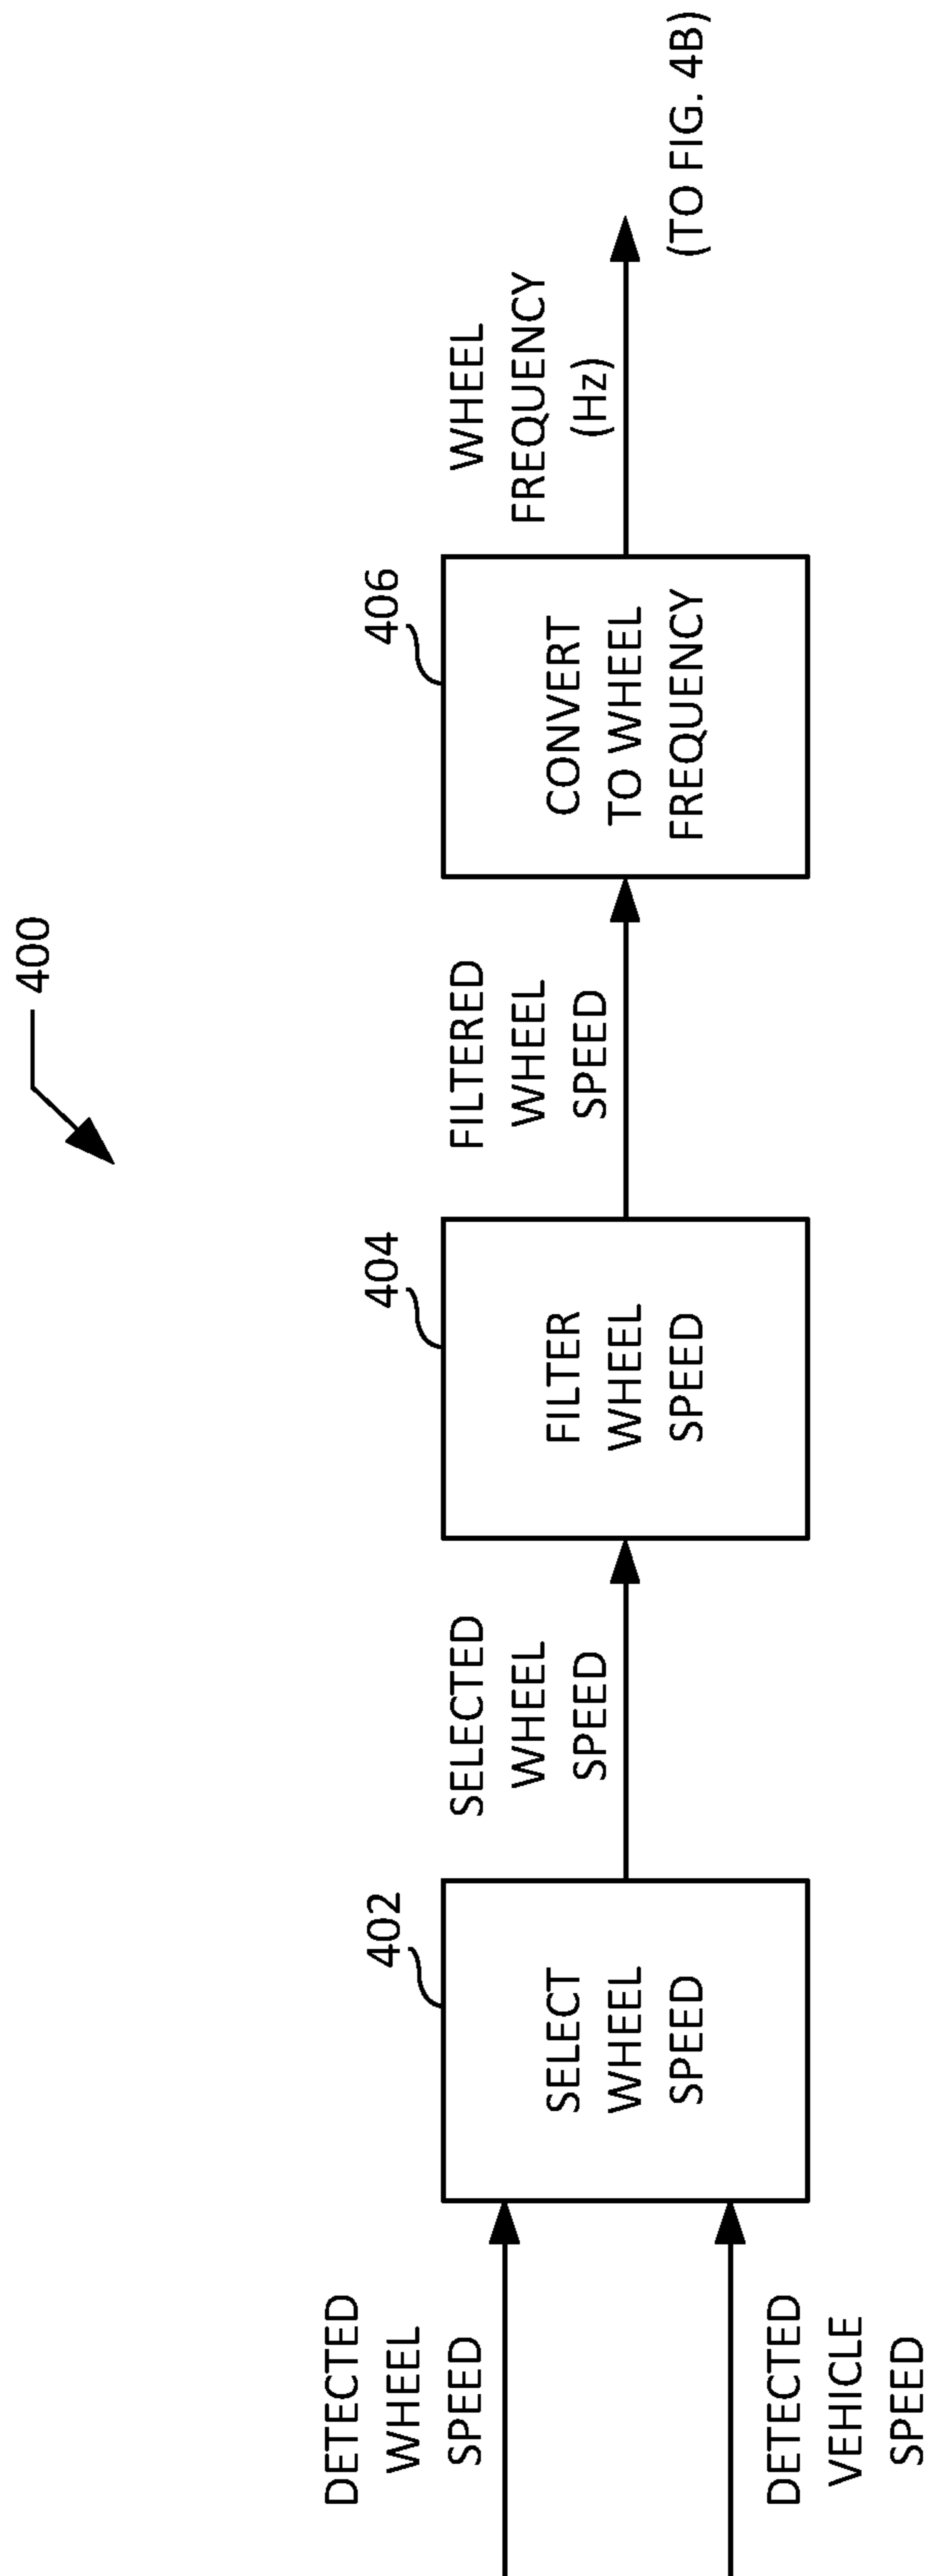 400
DETECTED
WHEEL
SPEED
DETECTED
VEHICLE
SPEED
402
SELECT
WHEEL
SPEED
SELECTED
WHEEL
SPEED
404
FILTER
WHEEL
SPEED
FILTERED
WHEEL
SPEED
406
CONVERT
TO WHEEL
FREQUENCY
WHEEL
FREQUENCY
(Hz)
(TO FIG. 4B)